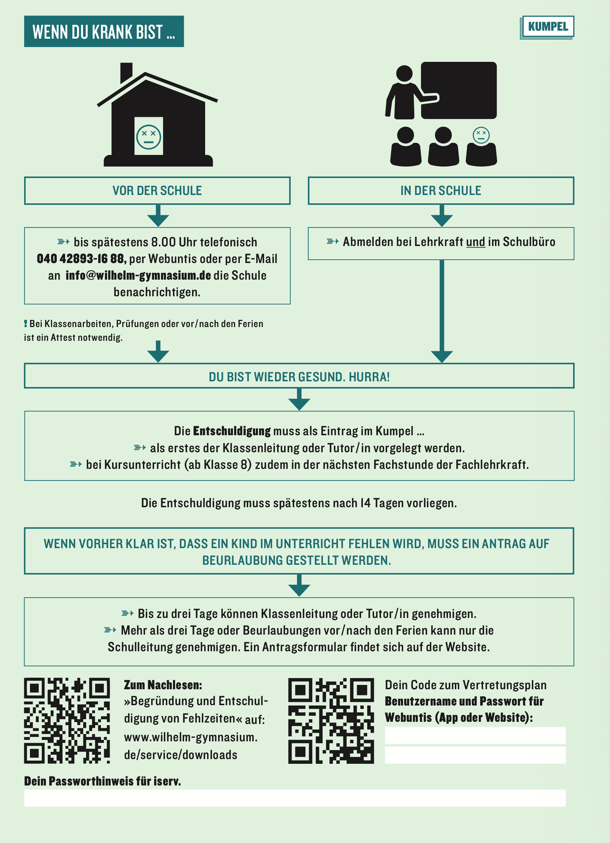 WENN DU KRANK BIST ...
KUMPEL
VOR DER SCHULE
IN DER SCHULE
➳ bis spätestens 8.00 Uhr telefonisch
040 42893-16 88, per Webuntis oder per E-Mail
an info@wilhelm-gymnasium.de die Schule
benachrichtigen.
➳ Abmelden bei Lehrkraft und im Schulbüro
! Bei Klassenarbeiten, Prüfungen oder vor/nach den Ferien
ist ein Attest notwendig.
DU BIST WIEDER GESUND. HURRA!
Die Entschuldigung muss als Eintrag im Kumpel ...
➳ als erstes der Klassenleitung oder Tutor/in vorgelegt werden.
➳ bei Kursunterricht (ab Klasse 8) zudem in der nächsten Fachstunde der Fachlehrkraft.
Die Entschuldigung muss spätestens nach 14 Tagen vorliegen.
WENN VORHER KLAR IST, DASS EIN KIND IM UNTERRICHT FEHLEN WIRD, MUSS EIN ANTRAG AUF
BEURLAUBUNG GESTELLT WERDEN.
➳ Bis zu drei Tage können Klassenleitung oder Tutor/in genehmigen.
➳ Mehr als drei Tage oder Beurlaubungen vor/nach den Ferien kann nur die
Schulleitung genehmigen. Ein Antragsformular findet sich auf der Website.
Zum Nachlesen:
»Begründung und Entschul-
digung von Fehlzeiten« auf:
www.wilhelm-gymnasium.
de/service/downloads
Dein Code zum Vertretungsplan
Benutzername und Passwort für
Webuntis (App oder Website):
Dein Passworthinweis für iserv.